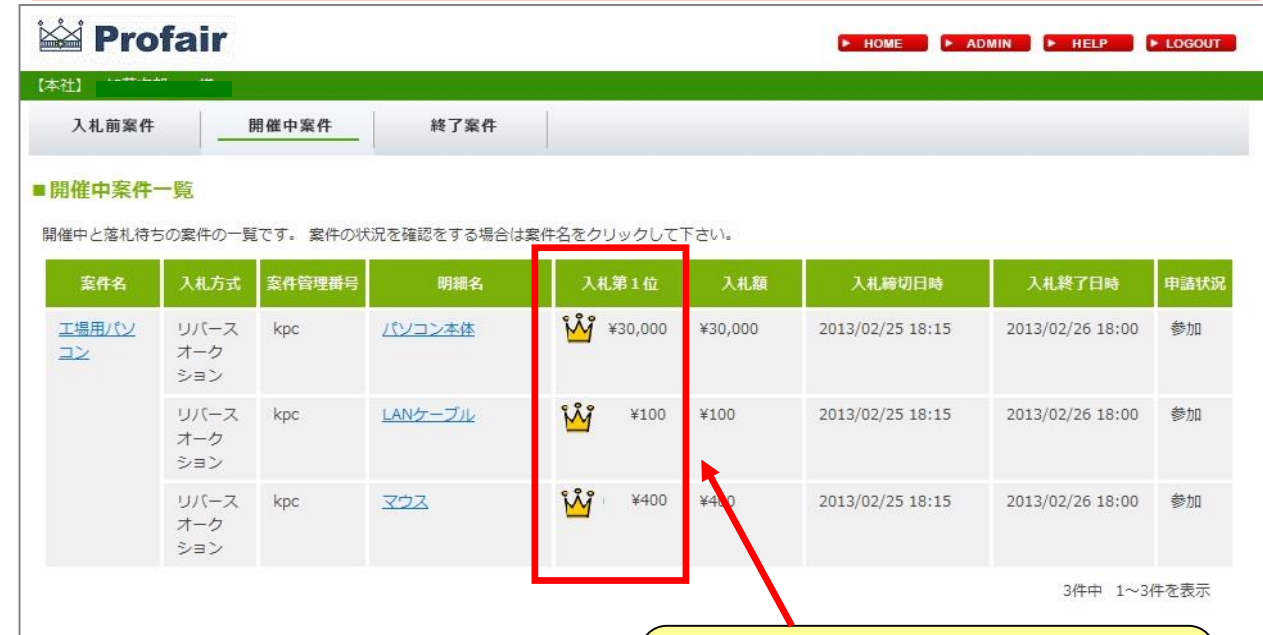 Profair
HOME ADMIN HELP LOGOUT
【本社】
入札前案件 開催中案件 終了案件
■開催中案件一覧
開催中と落札待ちの案件の一覧です。 案件の状況を確認をする場合は案件名をクリックして下さい。
案件名 入札方式 案件管理番号 明細名 入札第1位 入札額 入札締切日時 入札終了日時 申請状況
工場用パソ リバース kpc パソコン本体 ¥30,000 ¥30,000 2013/02/25 18:15 2013/02/26 18:00 参加
コン オーク
ション
リバース kpc LANケーブル ¥100 ¥100 2013/02/25 18:15 2013/02/26 18:00 参加
オーク
ション
リバース kpc マウス ¥400 ¥400 2013/02/25 18:15 2013/02/26 18:00 参加
オーク
ション
3件中 1～3件を表示